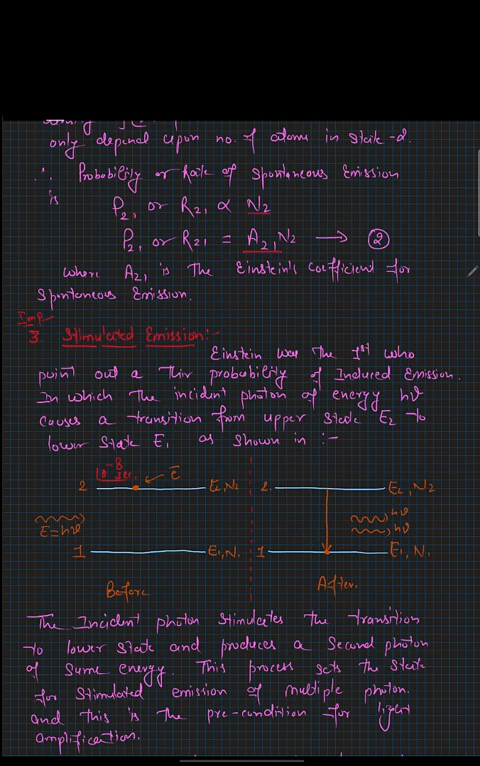 only depend upon no. of atoms in state -2.
∴ Probability or Rate of Spontaneous Emission
is P21 or R21 ∝ N2
P21 or R21 = A21 N2 → ②
where A21 is The Einstein's coefficient for
Spontaneous Emission.
Imp.
3. Stimulated Emission:-
Einstein was The 1st who
point out a Thir probability of Induced Emission.
In which The incident photon of energy hν
causes a transition from upper State E2 to
lower State E1 as shown in :-
10⁻⁸ sec.
2 E E2, N2 2. E2, N2
E=hν hν
hν
1 E1, N1 1 E1, N1
Before After.
The Incident photon Stimulates the transition
to lower State and produces a Second photon
of Same energy. This process sets the State
for Stimulated emission of multiple photon.
and this is the pre-condition for light
amplification.